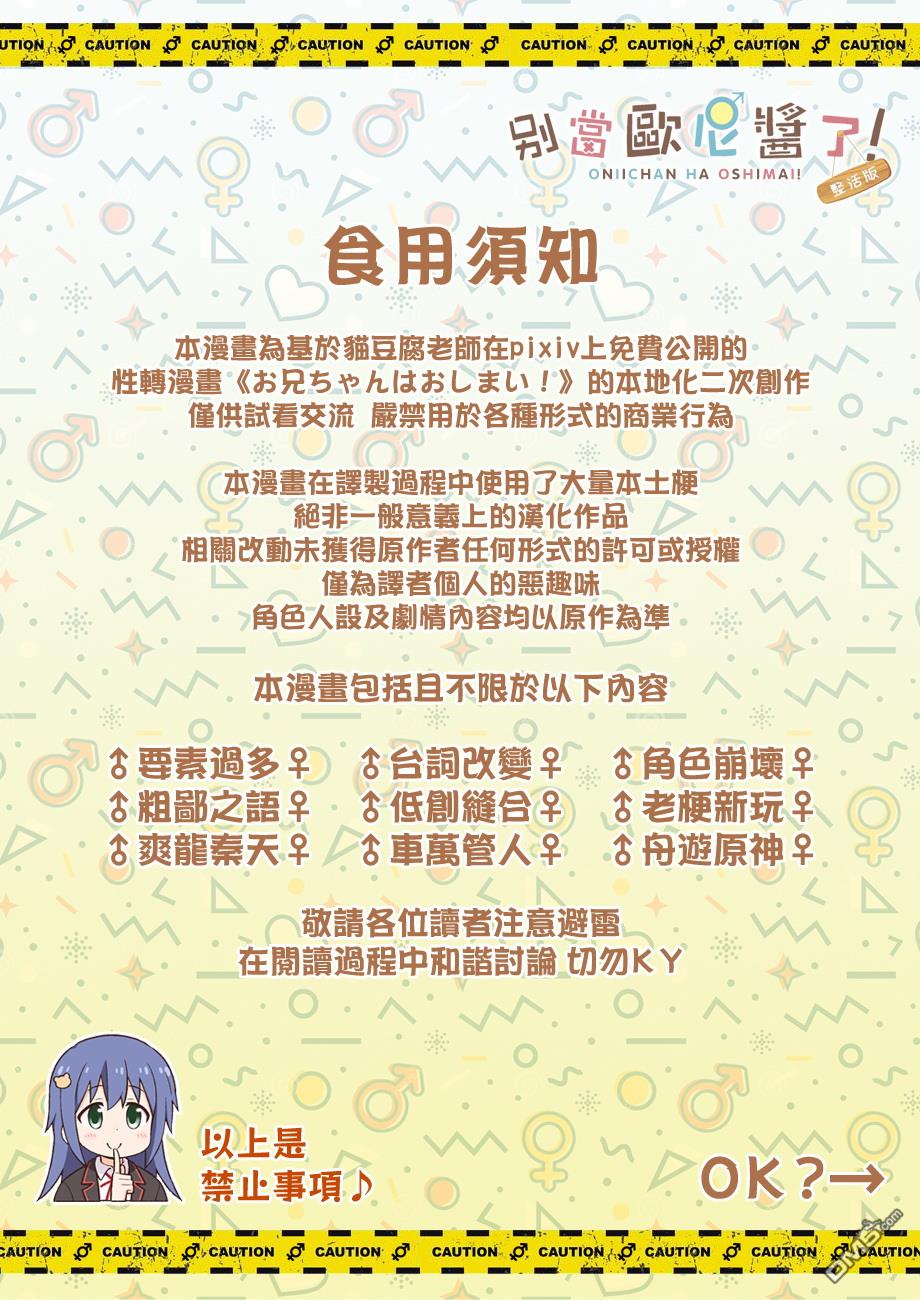 CAUTION CAUTION CAUTION CAUTION CAUTION CAUTION CAUTION CAUTION
別當歐尼醬了!
ONIICHAN HA OSHIMAI!
整活版
食用須知
本漫畫為基於貓豆腐老師在pixiv上免費公開的
性轉漫畫《お兄ちゃんはおしまい！》的本地化二次創作
僅供試看交流 嚴禁用於各種形式的商業行為
本漫畫在譯製過程中使用了大量本土梗
絕非一般意義上的漢化作品
相關改動未獲得原作者任何形式的許可或授權
僅為譯者個人的惡趣味
角色人設及劇情內容均以原作為準
本漫畫包括且不限於以下內容
♂要素過多♀ ♂台詞改變♀ ♂角色崩壞♀
♂粗鄙之語♀ ♂低創縫合♀ ♂老梗新玩♀
♂爽龍秦天♀ ♂車萬管人♀ ♂舟遊原神♀
敬請各位讀者注意避雷
在閱讀過程中和諧討論 切勿KY
以上是
禁止事項♪
OK?→
CAUTION CAUTION CAUTION CAUTION CAUTION CAUTION CAUTION CAUTION
DM5.com